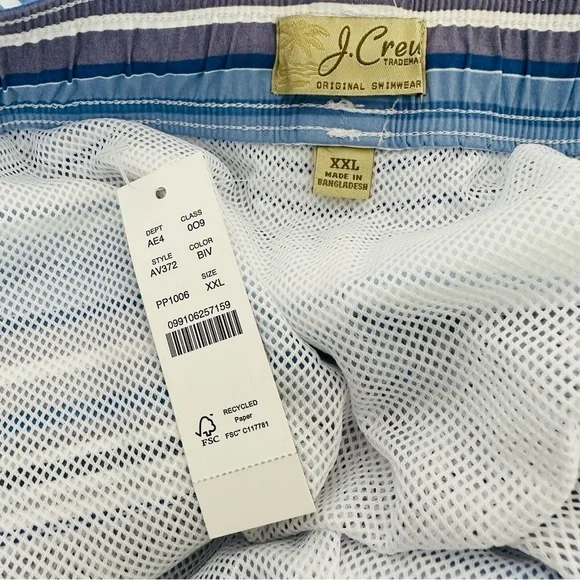 J.Crew
TRADEMA
ORIGINAL SWIMWEAR
XXL
MADE IN
BANGLADESH
DEPT CLASS
AE4 009
STYLE COLOR
AV372 BIV
SIZE
PP1006 XXL
099106257159
RECYCLED
Paper
FSC™ C117781
FSC